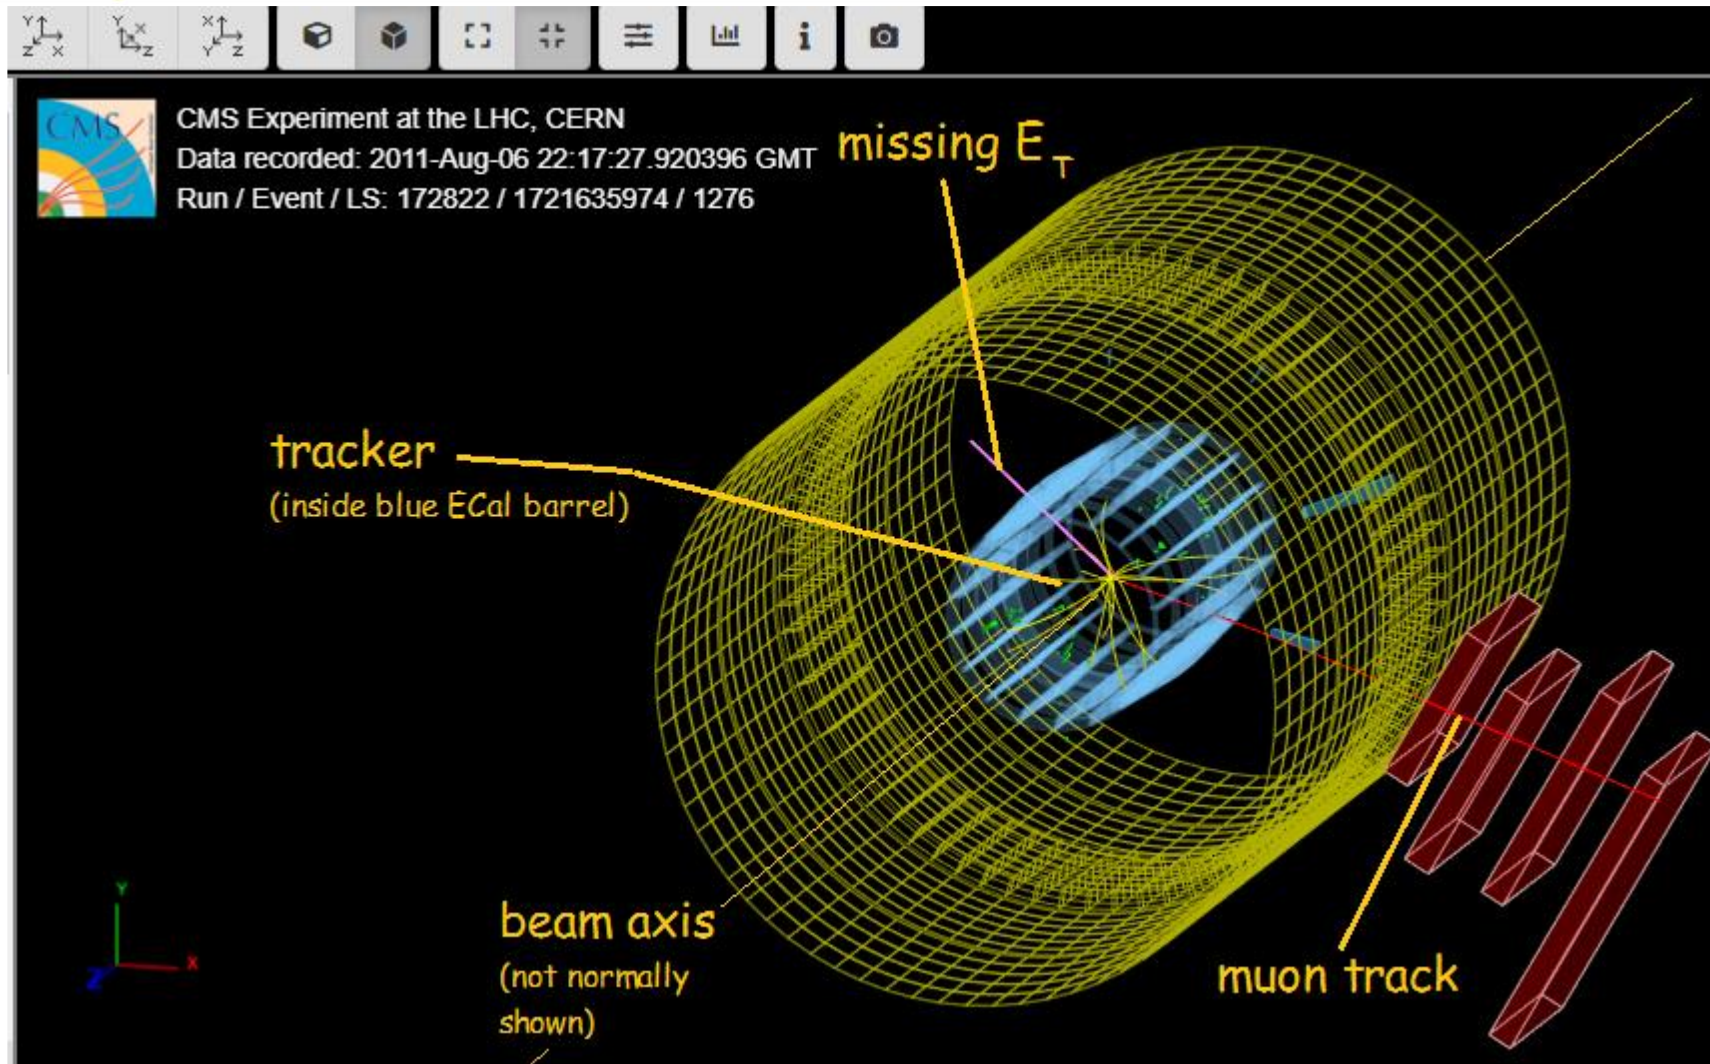 Y
Z X
Y X
Z
X
Y Z
CMS
CMS Experiment at the LHC, CERN
Data recorded: 2011-Aug-06 22:17:27.920396 GMT
Run / Event / LS: 172822 / 1721635974 / 1276
missing E T
tracker
(inside blue ECal barrel)
beam axis
(not normally
shown)
muon track
Y
X
Z